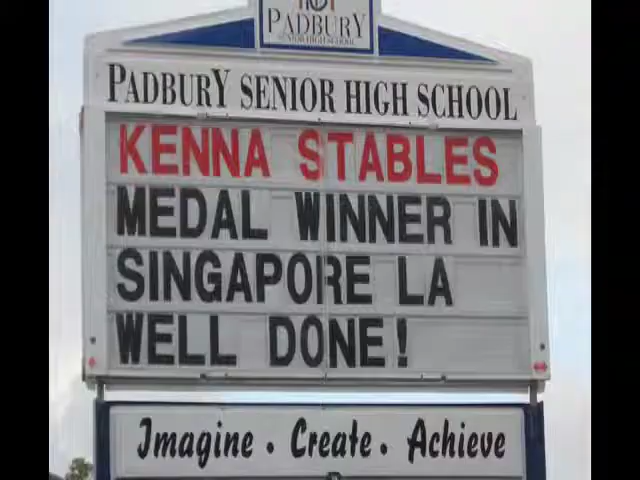 PADBURY
SENIOR HIGH SCHOOL
PADBURY SENIOR HIGH SCHOOL
KENNA STABLES
MEDAL WINNER IN
SINGAPORE LA
WELL DONE!
Imagine . Create . Achieve